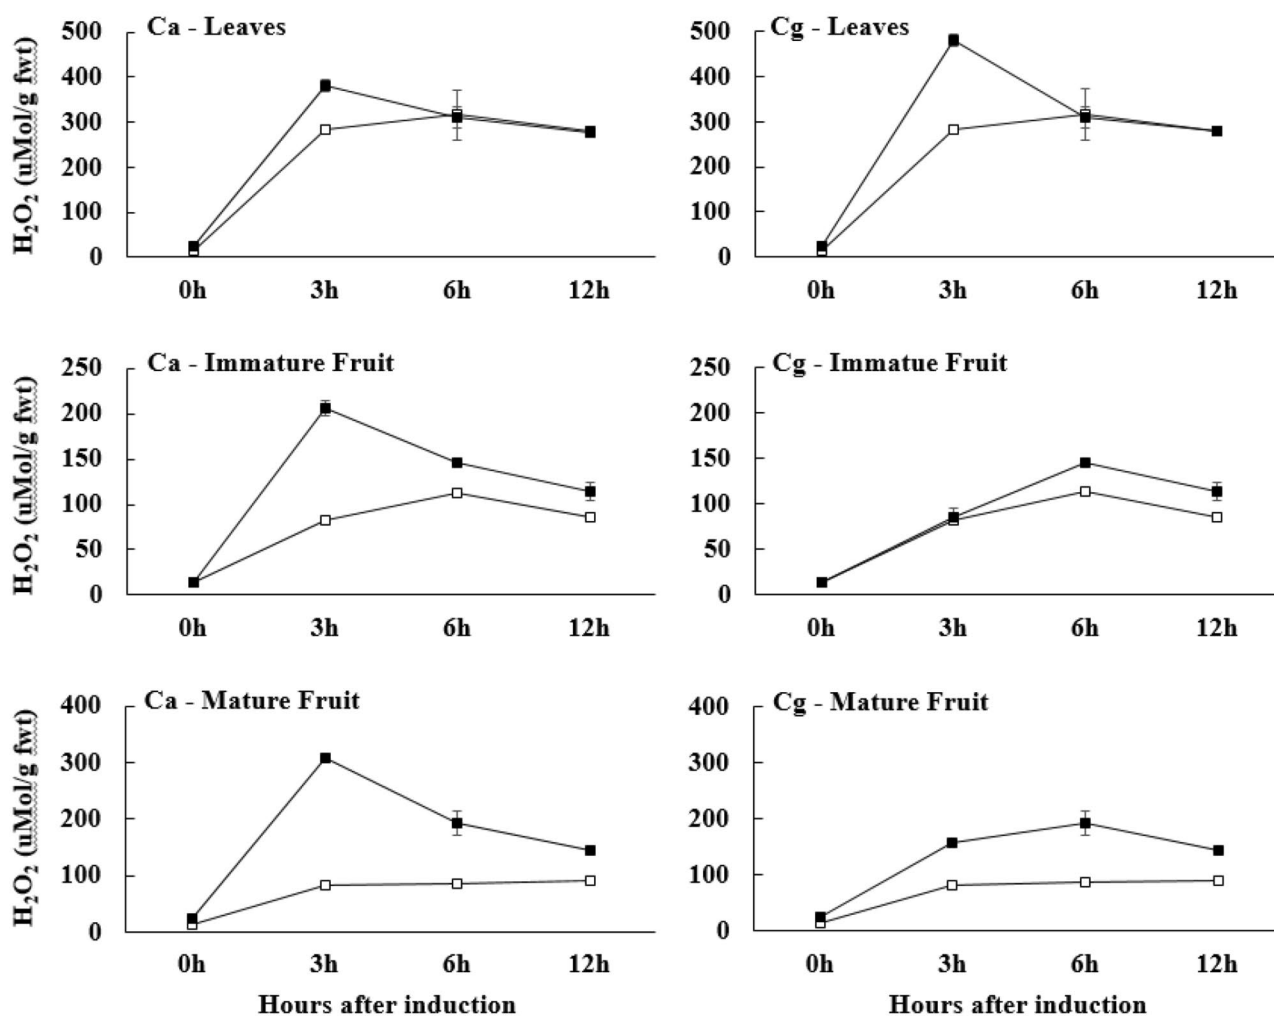 Ca - Leaves
H₂O₂ (uMol/g fwt)
500
400
300
200
100
0
0h 3h 6h 12h
Cg - Leaves
500
400
300
200
100
0
0h 3h 6h 12h
Ca - Immature Fruit
H₂O₂ (uMol/g fwt)
250
200
150
100
50
0
0h 3h 6h 12h
Cg - Immatue Fruit
250
200
150
100
50
0
0h 3h 6h 12h
Ca - Mature Fruit
H₂O₂ (uMol/g fwt)
400
300
200
100
0
0h 3h 6h 12h
Hours after induction
Cg - Mature Fruit
400
300
200
100
0
0h 3h 6h 12h
Hours after induction